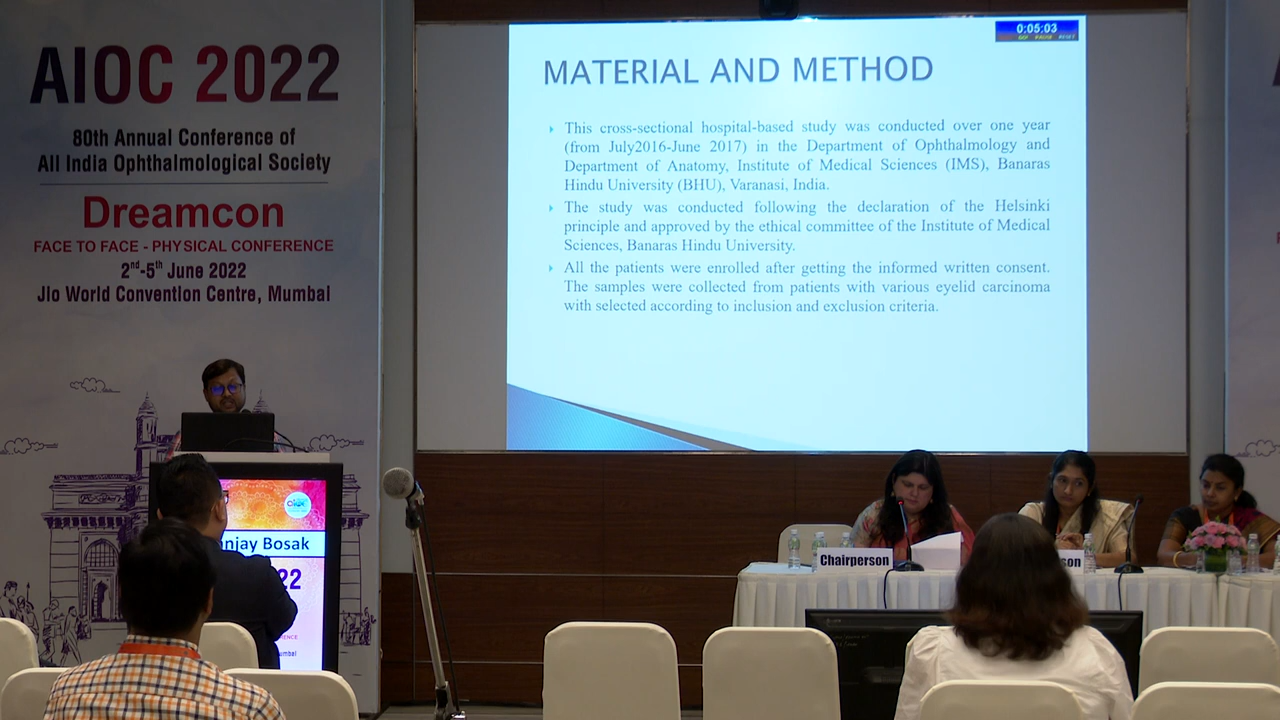 AIOC 2022
80th Annual Conference of
All India Ophthalmological Society
Dreamcon
FACE TO FACE - PHYSICAL CONFERENCE
2nd-5th June 2022
Jio World Convention Centre, Mumbai
0:05:03
MATERIAL AND METHOD
This cross-sectional hospital-based study was conducted over one year
(from July2016-June 2017) in the Department of Ophthalmology and
Department of Anatomy, Institute of Medical Sciences (IMS), Banaras
Hindu University (BHU), Varanasi, India.
The study was conducted following the declaration of the Helsinki
principle and approved by the ethical committee of the Institute of Medical
Sciences, Banaras Hindu University.
All the patients were enrolled after getting the informed written consent.
The samples were collected from patients with various eyelid carcinoma
with selected according to inclusion and exclusion criteria.
njay Bosak
22
ENCE
umbai
Chairperson
son